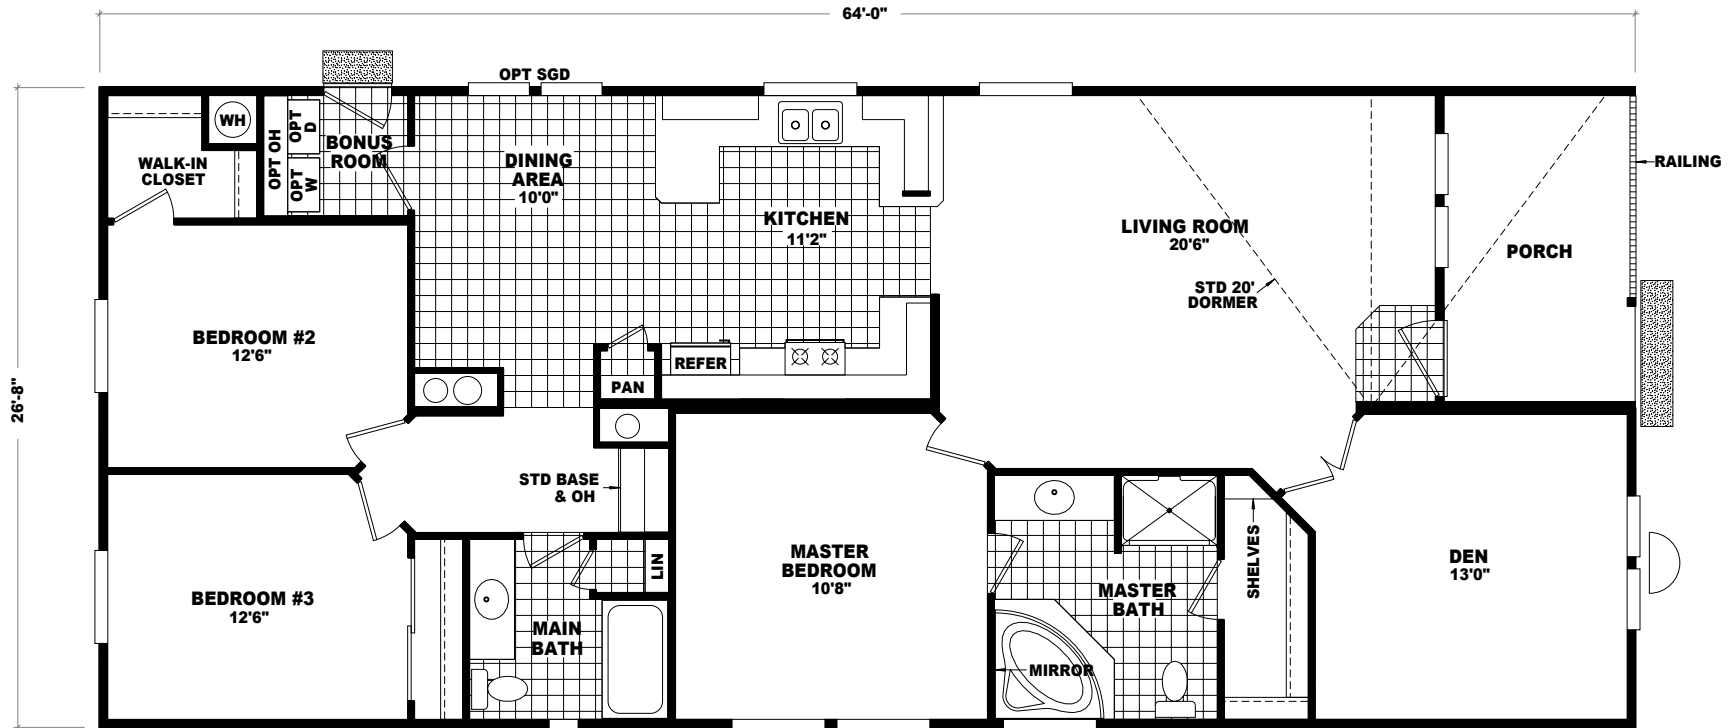 64'-0"
26'-8"
OPT SGD
WH
OPT OH
OPT
D
OPT
W
BONUS
ROOM
WALK-IN
CLOSET
DINING
AREA
10'0"
KITCHEN
11'2"
LIVING ROOM
20'6"
STD 20'
DORMER
PORCH
RAILING
BEDROOM #2
12'6"
PAN
REFER
STD BASE
& OH
BEDROOM #3
12'6"
MAIN
BATH
LIN
MASTER
BEDROOM
10'8"
MASTER
BATH
MIRROR
SHELVES
DEN
13'0"